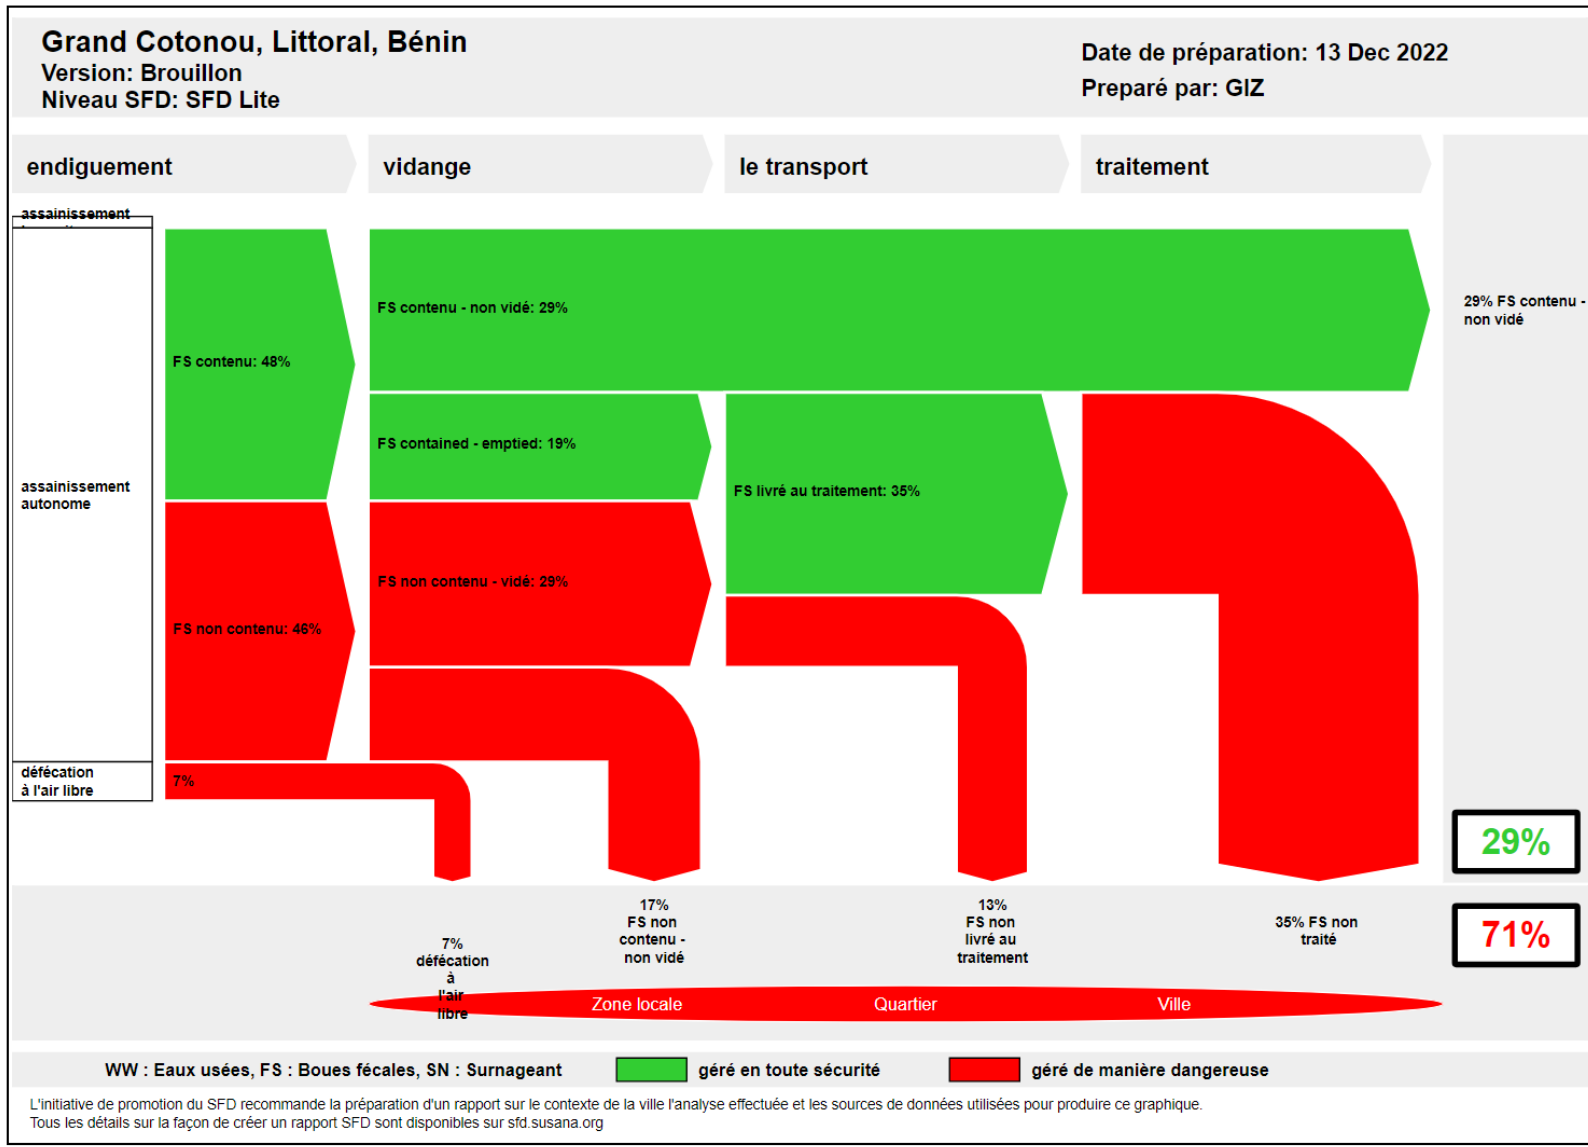 Grand Cotonou, Littoral, Bénin
Version: Brouillon
Niveau SFD: SFD Lite
Date de préparation: 13 Dec 2022
Preparé par: GIZ
endiguement
vidange
le transport
traitement
assainissement
assainissement
autonome
défécation
à l'air libre
FS contenu: 48%
FS non contenu: 46%
7%
FS contenu - non vidé: 29%
FS contained - emptied: 19%
FS non contenu - vidé: 29%
FS livré au traitement: 35%
29% FS contenu -
non vidé
29%
71%
7%
défécation
à
l'air
libre
17%
FS non
contenu -
non vidé
13%
FS non
livré au
traitement
35% FS non
traité
Zone locale
Quartier
Ville
WW : Eaux usées, FS : Boues fécales, SN : Surnageant
géré en toute sécurité
géré de manière dangereuse
L'initiative de promotion du SFD recommande la préparation d'un rapport sur le contexte de la ville l'analyse effectuée et les sources de données utilisées pour produire ce graphique.
Tous les détails sur la façon de créer un rapport SFD sont disponibles sur sfd.susana.org